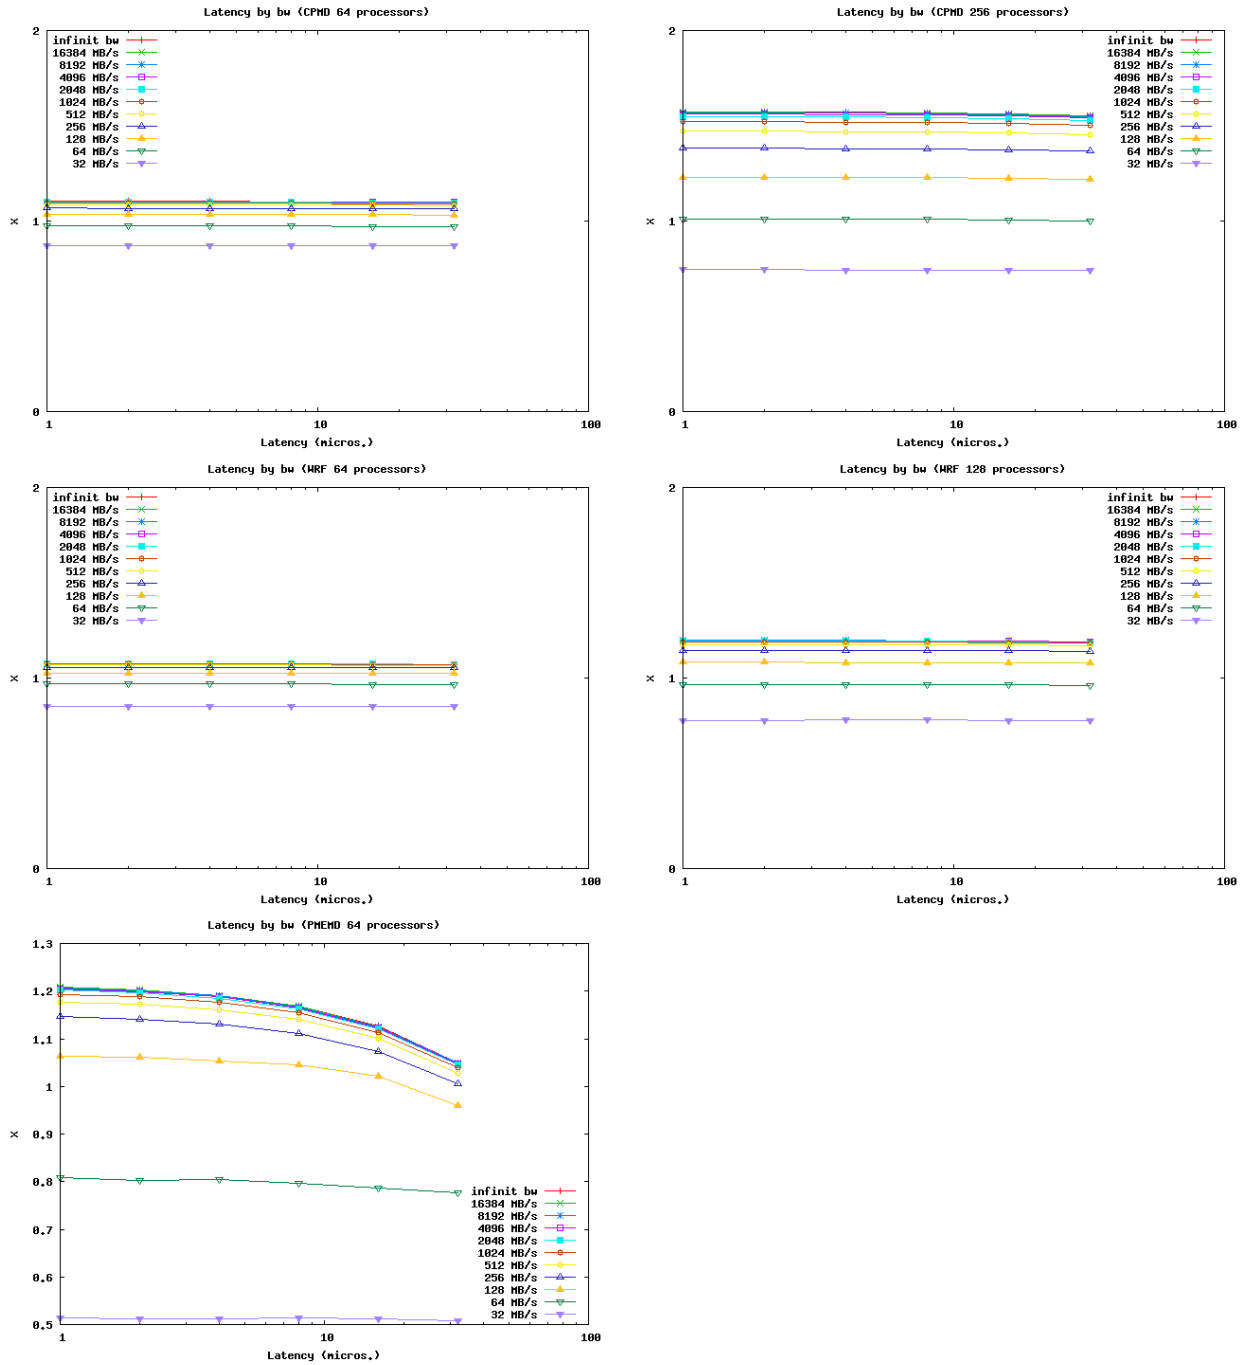 Latency by bw (CPMD 64 processors)
2
infinit bw
16384 MB/s
8192 MB/s
4096 MB/s
2048 MB/s
1024 MB/s
512 MB/s
256 MB/s
128 MB/s
64 MB/s
32 MB/s
X
1
0
1
10
100
Latency (micros.)
Latency by bw (CPMD 256 processors)
2
infinit bw
16384 MB/s
8192 MB/s
4096 MB/s
2048 MB/s
1024 MB/s
512 MB/s
256 MB/s
128 MB/s
64 MB/s
32 MB/s
X
1
0
1
10
100
Latency (micros.)
Latency by bw (WRF 64 processors)
2
infinit bw
16384 MB/s
8192 MB/s
4096 MB/s
2048 MB/s
1024 MB/s
512 MB/s
256 MB/s
128 MB/s
64 MB/s
32 MB/s
X
1
0
1
10
100
Latency (micros.)
Latency by bw (WRF 128 processors)
2
infinit bw
16384 MB/s
8192 MB/s
4096 MB/s
2048 MB/s
1024 MB/s
512 MB/s
256 MB/s
128 MB/s
64 MB/s
32 MB/s
X
1
0
1
10
100
Latency (micros.)
Latency by bw (PMEMD 64 processors)
1.3
1.2
1.1
1
X
0.9
0.8
0.7
0.6
0.5
infinit bw
16384 MB/s
8192 MB/s
4096 MB/s
2048 MB/s
1024 MB/s
512 MB/s
256 MB/s
128 MB/s
64 MB/s
32 MB/s
1
10
100
Latency (micros.)